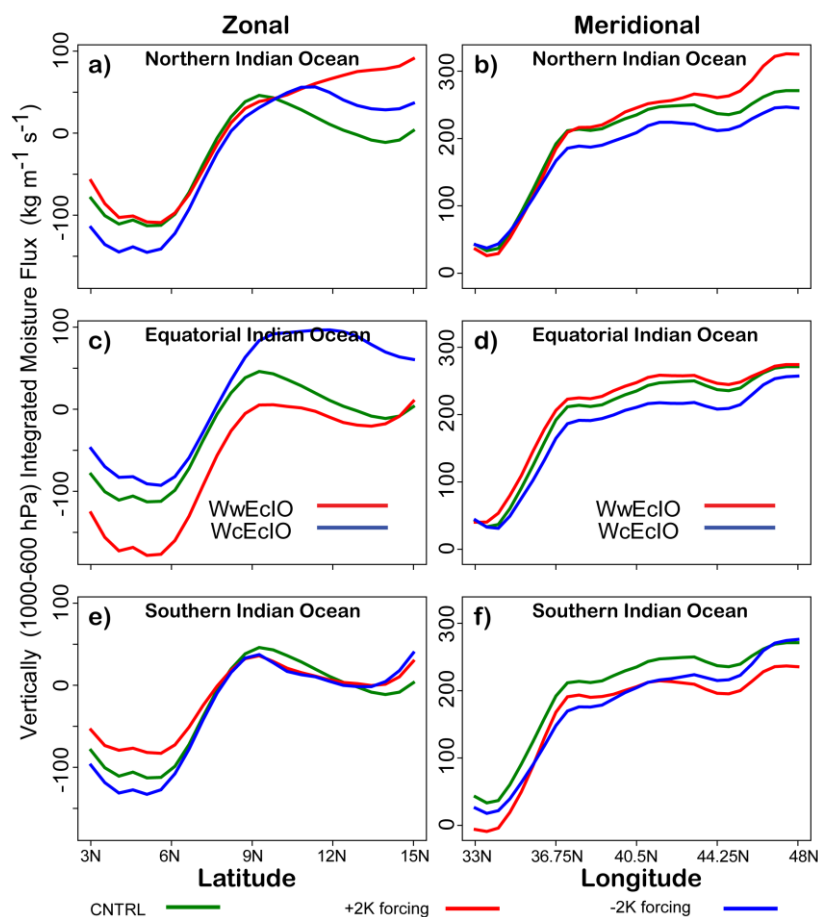 Zonal
Meridional
Vertically (1000-600 hPa) Integrated Moisture Flux (kg m⁻¹ s⁻¹)
a) Northern Indian Ocean
100
0
-100
b) Northern Indian Ocean
300
200
100
0
c) Equatorial Indian Ocean
100
0
-100
WwEcIO
WcEcIO
d) Equatorial Indian Ocean
300
200
100
0
WwEcIO
WcEcIO
e) Southern Indian Ocean
100
0
-100
3N 6N 9N 12N 15N
Latitude
f) Southern Indian Ocean
300
200
100
0
33N 36.75N 40.5N 44.25N 48N
Longitude
CNTRL +2K forcing -2K forcing